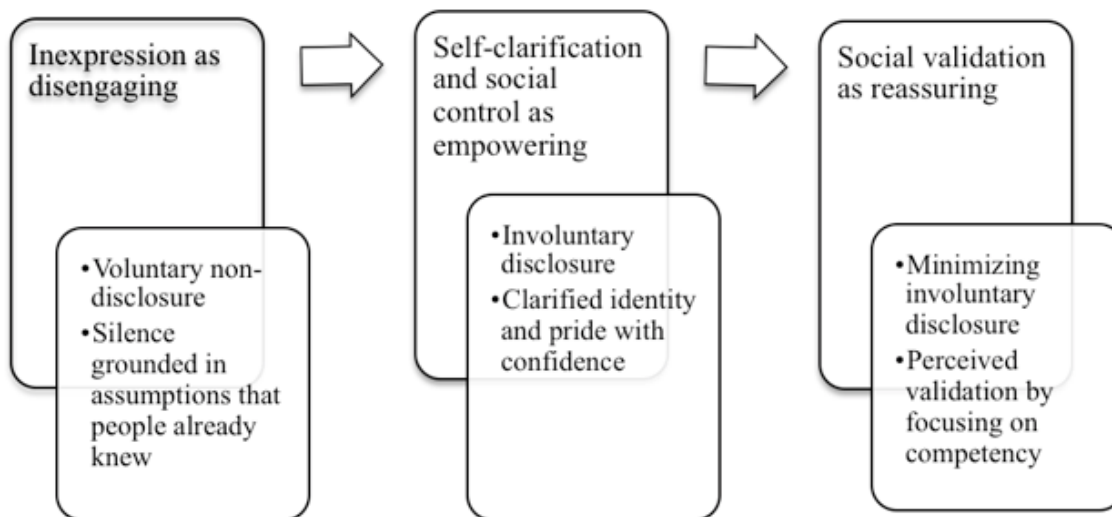 Inexpression as
disengaging
•Voluntary non-
disclosure
•Silence
grounded in
assumptions that
people already
knew
Self-clarification
and social
control as
empowering
•Involuntary
disclosure
•Clarified identity
and pride with
confidence
Social validation
as reassuring
•Minimizing
involuntary
disclosure
•Perceived
validation by
focusing on
competency